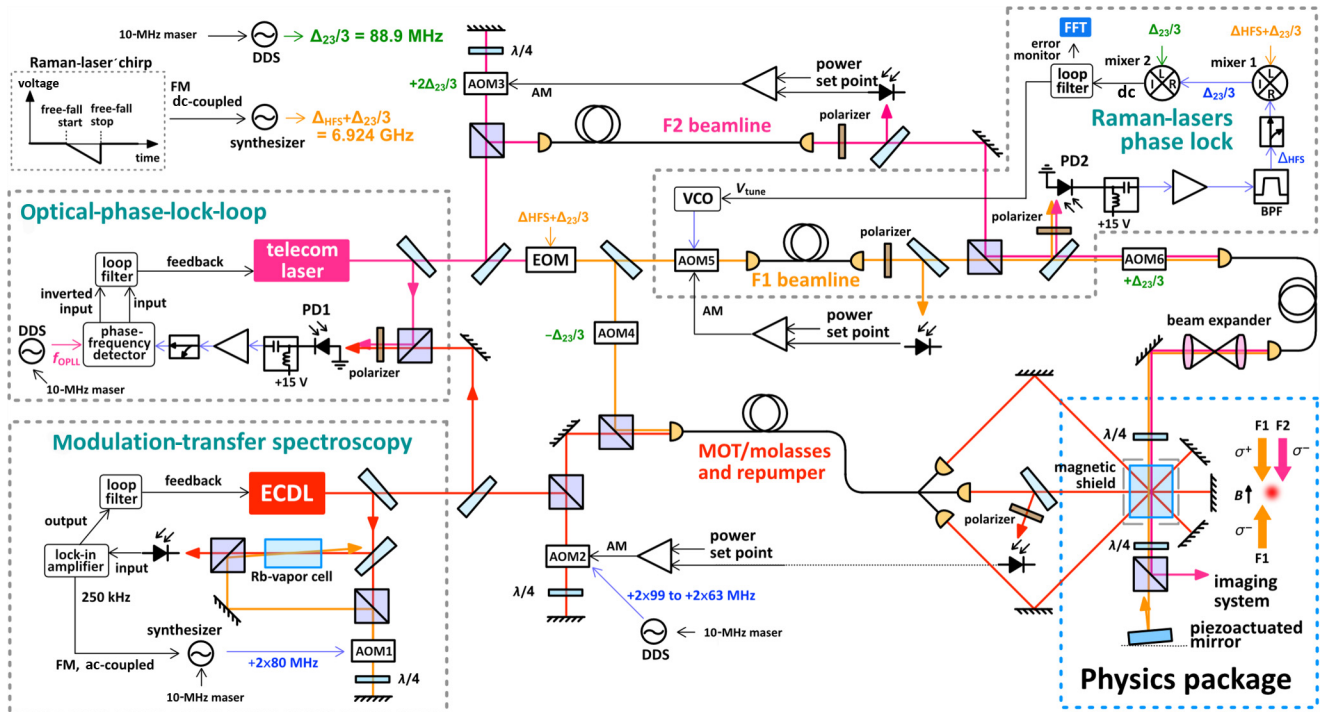 10-MHz maser
DDS
Δ23/3 = 88.9 MHz
Raman-laser chirp
voltage
free-fall
start
free-fall
stop
time
FM
dc-coupled
synthesizer
ΔHFS+Δ23/3
= 6.924 GHz
λ/4
AOM3
+2Δ23/3
AM
power
set point
F2 beamline
polarizer
FFT
error
monitor
loop
filter
dc
Δ23/3
mixer 2
L
I
R
Δ23/3
ΔHFS+Δ23/3
mixer 1
L
I
R
ΔHFS
BPF
Raman-lasers
phase lock
PD2
+15 V
polarizer
Optical-phase-lock-loop
loop
filter
feedback
telecom
laser
inverted
input
input
DDS
fOPLL
10-MHz maser
phase-
frequency
detector
+15 V
PD1
polarizer
ΔHFS+Δ23/3
EOM
VCO
Vtune
AOM5
F1 beamline
polarizer
AM
power
set point
AOM6
+Δ23/3
beam expander
−Δ23/3
AOM4
Modulation-transfer spectroscopy
loop
filter
feedback
ECDL
output
lock-in
amplifier
input
Rb-vapor cell
250 kHz
synthesizer
FM, ac-coupled
+2x80 MHz
AOM1
λ/4
10-MHz maser
MOT/molasses
and repumper
AOM2
AM
power
set point
λ/4
+2x99 to +2x63 MHz
DDS
10-MHz maser
polarizer
magnetic
shield
λ/4
λ/4
F1
F2
σ+
σ−
B
σ−
F1
imaging
system
piezoactuated
mirror
Physics package